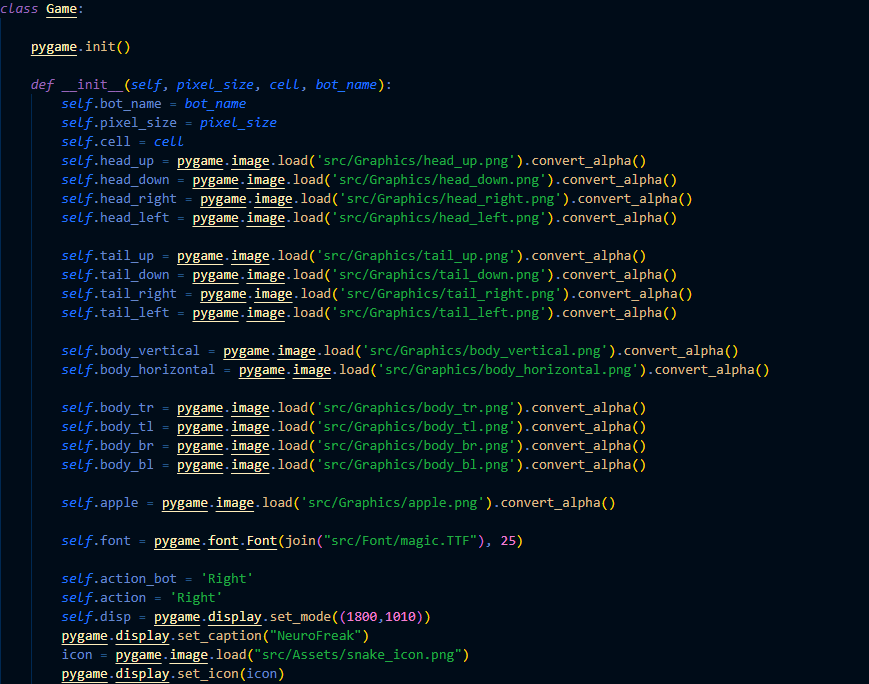 class Game:
pygame.init()
def __init__(self, pixel_size, cell, bot_name):
self.bot_name = bot_name
self.pixel_size = pixel_size
self.cell = cell
self.head_up = pygame.image.load('src/Graphics/head_up.png').convert_alpha()
self.head_down = pygame.image.load('src/Graphics/head_down.png').convert_alpha()
self.head_right = pygame.image.load('src/Graphics/head_right.png').convert_alpha()
self.head_left = pygame.image.load('src/Graphics/head_left.png').convert_alpha()
self.tail_up = pygame.image.load('src/Graphics/tail_up.png').convert_alpha()
self.tail_down = pygame.image.load('src/Graphics/tail_down.png').convert_alpha()
self.tail_right = pygame.image.load('src/Graphics/tail_right.png').convert_alpha()
self.tail_left = pygame.image.load('src/Graphics/tail_left.png').convert_alpha()
self.body_vertical = pygame.image.load('src/Graphics/body_vertical.png').convert_alpha()
self.body_horizontal = pygame.image.load('src/Graphics/body_horizontal.png').convert_alpha()
self.body_tr = pygame.image.load('src/Graphics/body_tr.png').convert_alpha()
self.body_tl = pygame.image.load('src/Graphics/body_tl.png').convert_alpha()
self.body_br = pygame.image.load('src/Graphics/body_br.png').convert_alpha()
self.body_bl = pygame.image.load('src/Graphics/body_bl.png').convert_alpha()
self.apple = pygame.image.load('src/Graphics/apple.png').convert_alpha()
self.font = pygame.font.Font(join("src/Font/magic.TTF"), 25)
self.action_bot = 'Right'
self.action = 'Right'
self.disp = pygame.display.set_mode((1800,1010))
pygame.display.set_caption("NeuroFreak")
icon = pygame.image.load("src/Assets/snake_icon.png")
pygame.display.set_icon(icon)